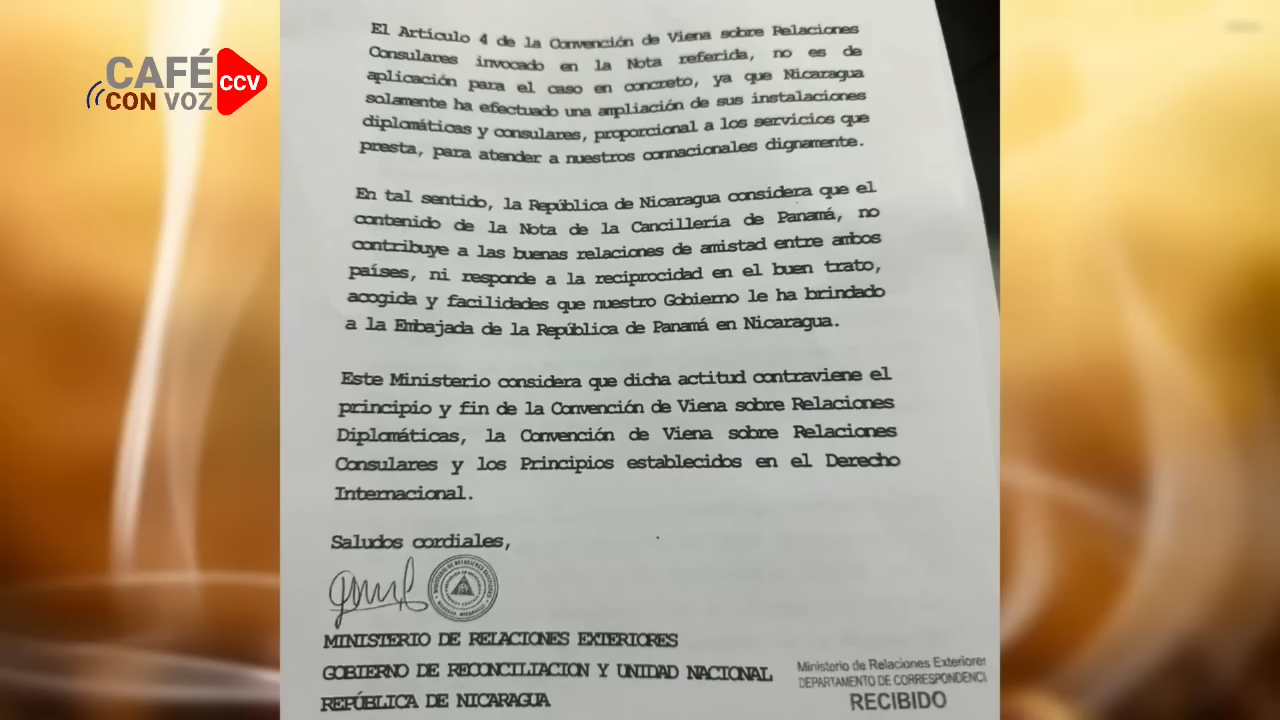 CAFÉ
CON VOZ
CCV
El Artículo 4 de la Convención de Viena sobre Relaciones
Consulares invocado en la Nota referida, no es de
aplicación para el caso en concreto, ya que Nicaragua
solamente ha efectuado una ampliación de sus instalaciones
diplomáticas y consulares, proporcional a los servicios que
presta, para atender a nuestros connacionales dignamente.
En tal sentido, la República de Nicaragua considera que el
contenido de la Nota de la Cancillería de Panamá, no
contribuye a las buenas relaciones de amistad entre ambos
países, ni responde a la reciprocidad en el buen trato,
acogida y facilidades que nuestro Gobierno le ha brindado
a la Embajada de la República de Panamá en Nicaragua.
Este Ministerio considera que dicha actitud contraviene el
principio y fin de la Convención de Viena sobre Relaciones
Diplomáticas, la Convención de Viena sobre Relaciones
Consulares y los Principios establecidos en el Derecho
Internacional.
Saludos cordiales,
MINISTERIO DE RELACIONES EXTERIORES
GOBIERNO DE RECONCILIACION Y UNIDAD NACIONAL
REPÚBLICA DE NICARAGUA
Ministerio de Relaciones Exteriores
DEPARTAMENTO DE CORRESPONDENCI
RECIBIDO